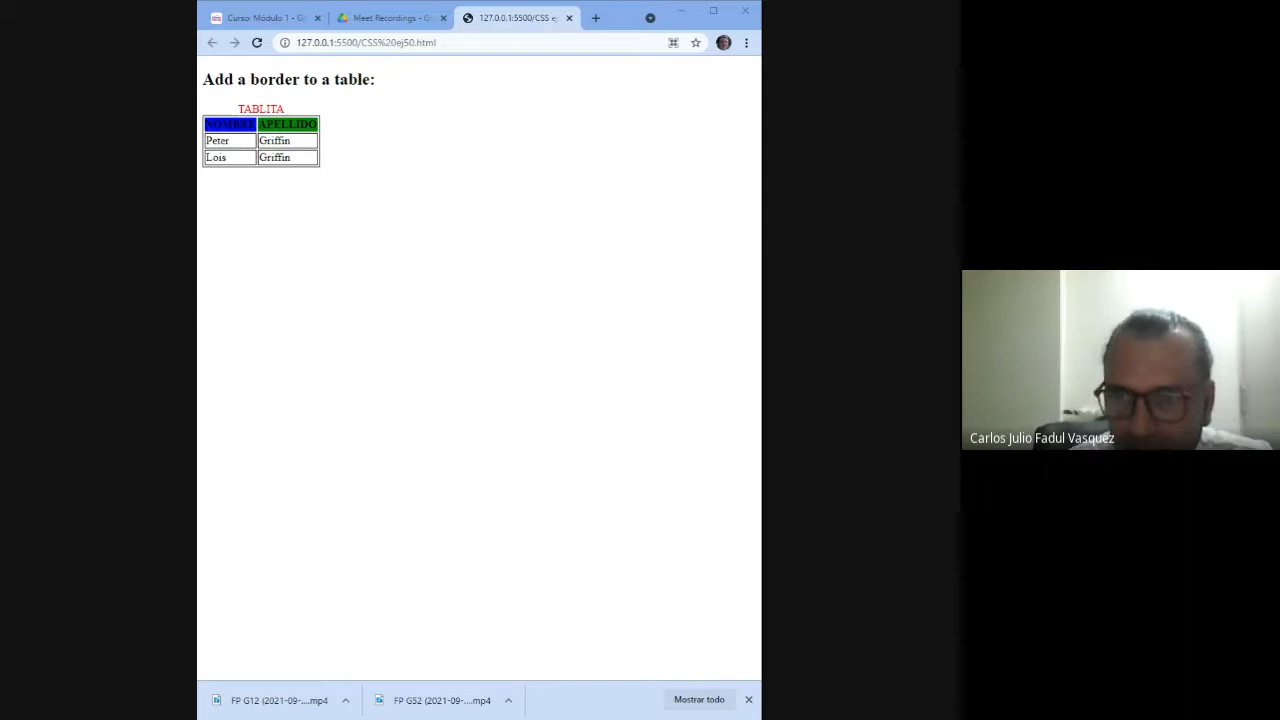 Curso: Módulo 1 - G
Meet Recordings - Go
127.0.0.1:5500/CSS ej
127.0.0.1:5500/CSS%20ej50.html
Add a border to a table:
TABLITA
NOMBRE APELLIDO
Peter Griffin
Lois Griffin
Carlos Julio Fadul Vasquez
FP G12 (2021-09-....mp4
FP G52 (2021-09-....mp4
Mostrar todo